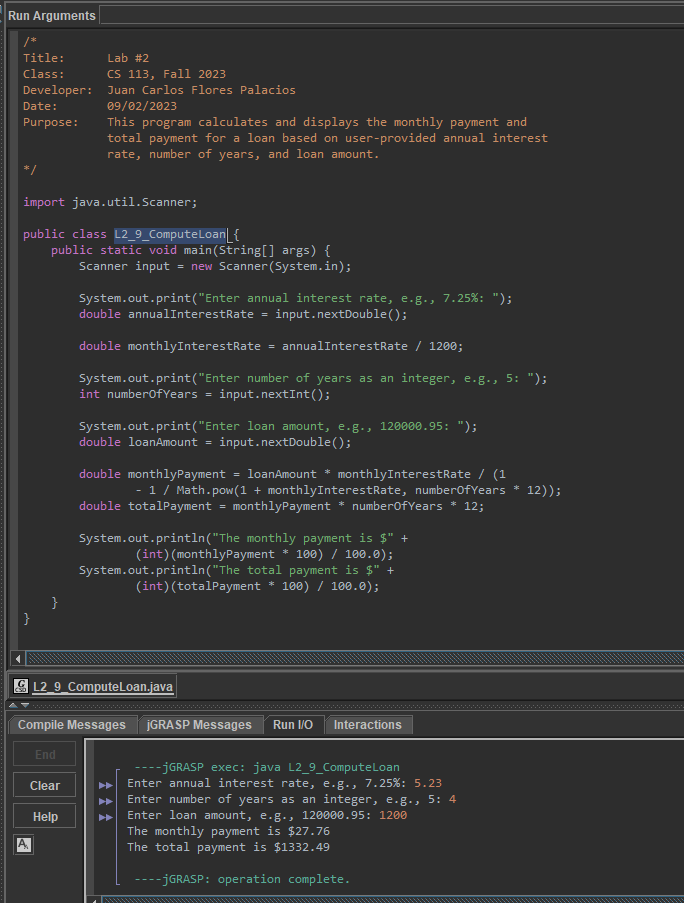 Run Arguments
/*
Title:      Lab #2
Class:      CS 113, Fall 2023
Developer:  Juan Carlos Flores Palacios
Date:       09/02/2023
Purpose:    This program calculates and displays the monthly payment and
            total payment for a loan based on user-provided annual interest
            rate, number of years, and loan amount.
*/
import java.util.Scanner;
public class L2_9_ComputeLoan {
    public static void main(String[] args) {
        Scanner input = new Scanner(System.in);
        System.out.print("Enter annual interest rate, e.g., 7.25%: ");
        double annualInterestRate = input.nextDouble();
        double monthlyInterestRate = annualInterestRate / 1200;
        System.out.print("Enter number of years as an integer, e.g., 5: ");
        int numberOfYears = input.nextInt();
        System.out.print("Enter loan amount, e.g., 120000.95: ");
        double loanAmount = input.nextDouble();
        double monthlyPayment = loanAmount * monthlyInterestRate / (1
                - 1 / Math.pow(1 + monthlyInterestRate, numberOfYears * 12));
        double totalPayment = monthlyPayment * numberOfYears * 12;
        System.out.println("The monthly payment is $" +
                (int)(monthlyPayment * 100) / 100.0);
        System.out.println("The total payment is $" +
                (int)(totalPayment * 100) / 100.0);
    }
}
L2_9_ComputeLoan.java
Compile Messages jGRASP Messages Run I/O Interactions
End
Clear
Help
----jGRASP exec: java L2_9_ComputeLoan
Enter annual interest rate, e.g., 7.25%: 5.23
Enter number of years as an integer, e.g., 5: 4
Enter loan amount, e.g., 120000.95: 1200
The monthly payment is $27.76
The total payment is $1332.49
----jGRASP: operation complete.